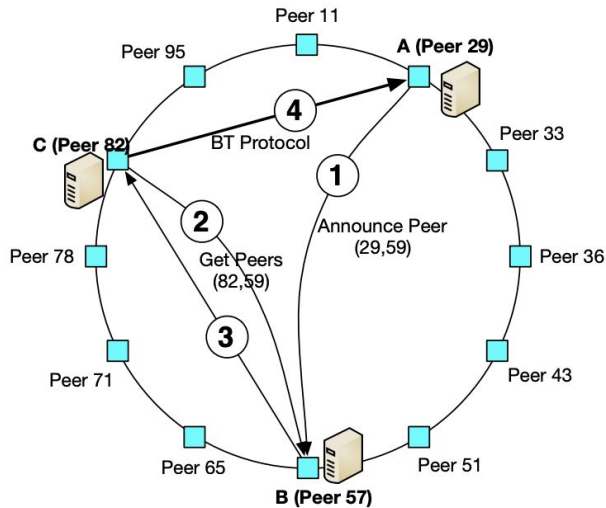 Peer 11
Peer 95
A (Peer 29)
4
BT Protocol
Peer 33
C (Peer 82)
1
2
Announce Peer
(29,59)
Get Peers
(82,59)
Peer 78
Peer 36
3
Peer 71
Peer 43
Peer 65
Peer 51
B (Peer 57)